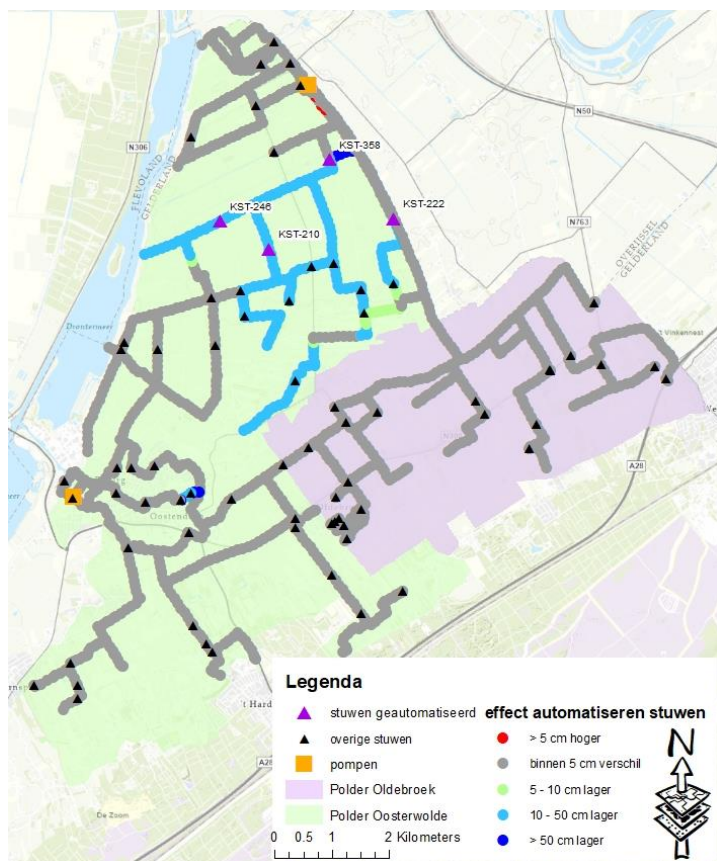 N50
N306
FLEVOLAND
GELDERLAND
KST-358
KST-246
KST-222
KST-210
N763
OVERIJSSEL
GELDERLAND
Drontermeer
't Vinkennest
A28
Oostend
't Hard
A28
De Zoom
Legenda
stuwen geautomatiseerd
overige stuwen
pompen
Polder Oldebroek
Polder Oosterwolde
0 0.5 1 2 Kilometers
effect automatiseren stuwen
> 5 cm hoger
binnen 5 cm verschil
5 - 10 cm lager
10 - 50 cm lager
> 50 cm lager
N